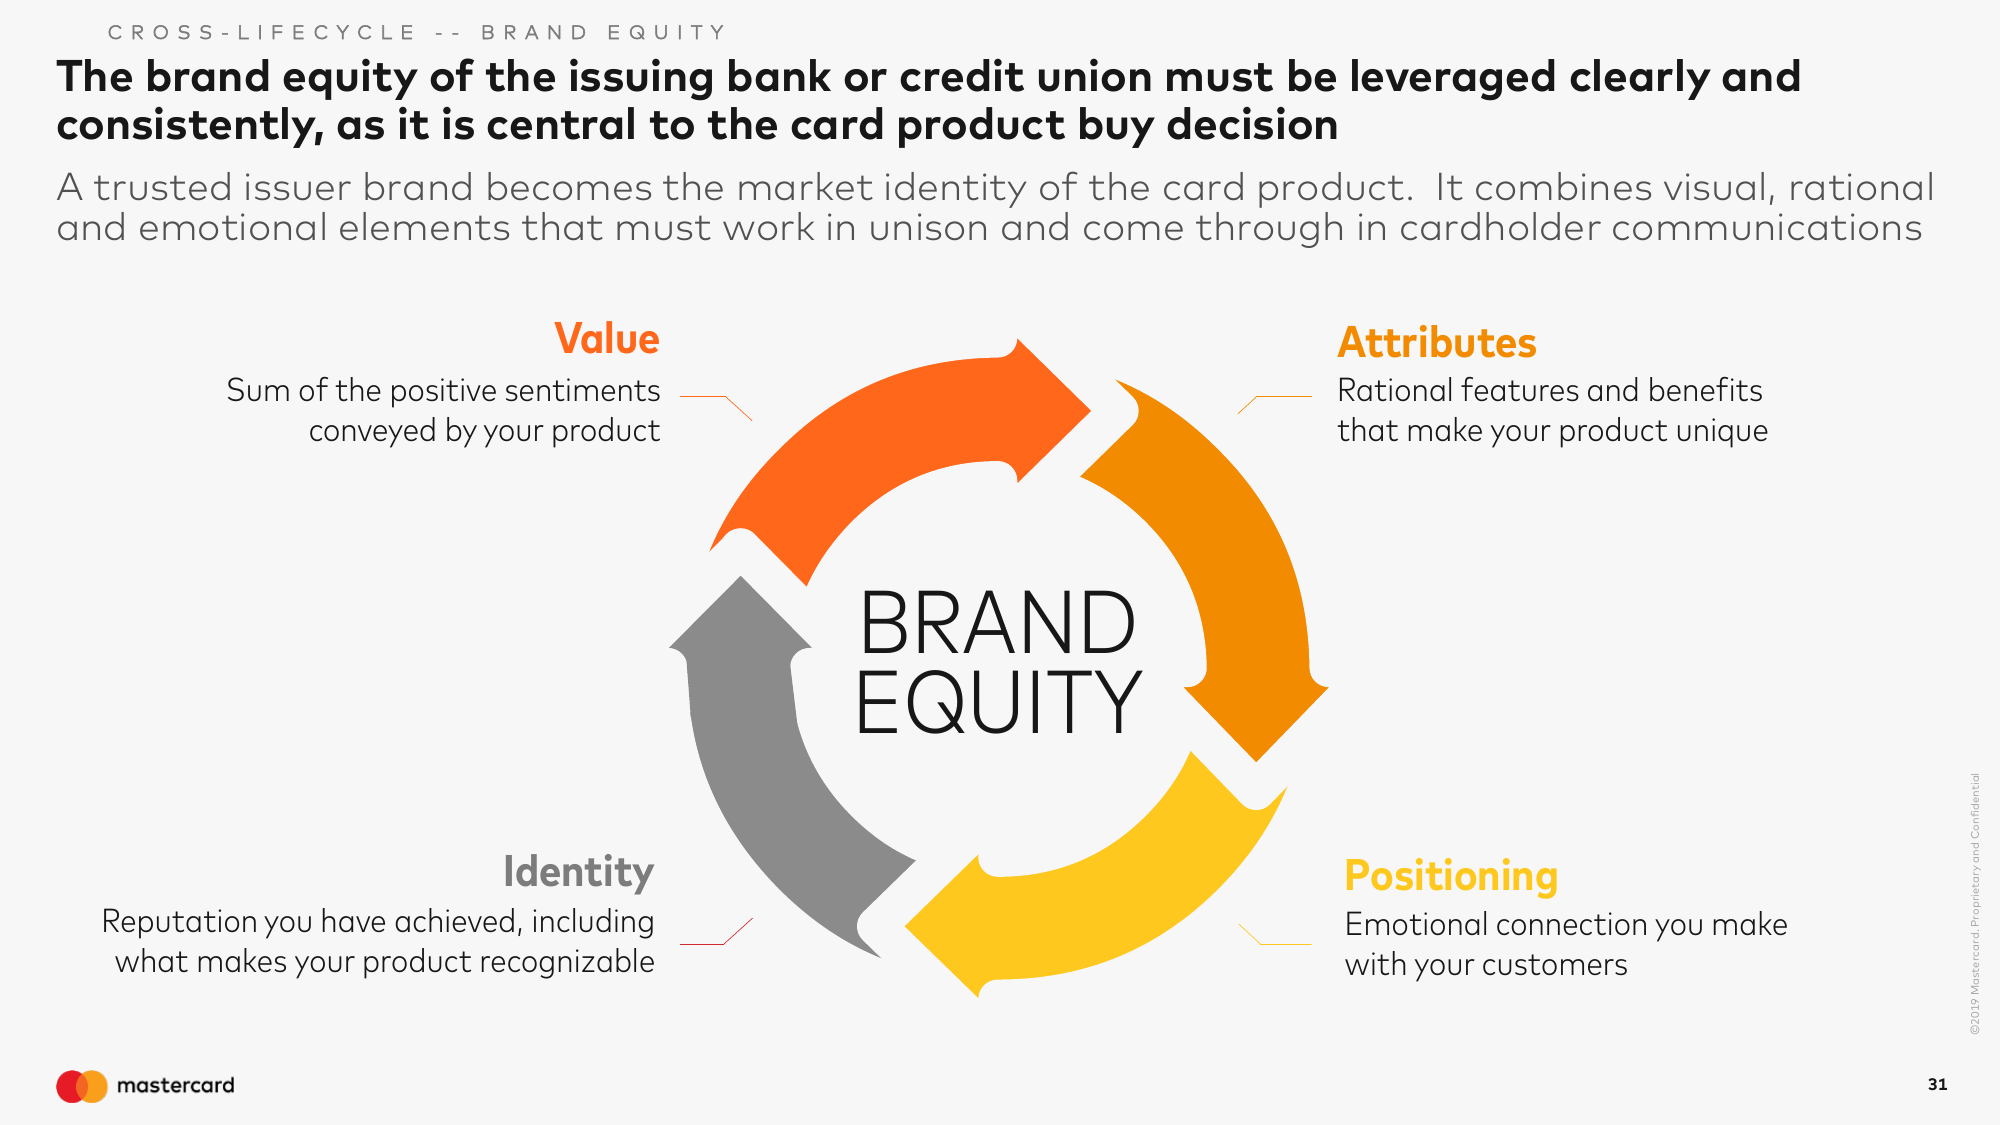 CROSS-LIFECYCLE -- BRAND EQUITY
The brand equity of the issuing bank or credit union must be leveraged clearly and
consistently, as it is central to the card product buy decision
A trusted issuer brand becomes the market identity of the card product.  It combines visual, rational
and emotional elements that must work in unison and come through in cardholder communications
Value
Sum of the positive sentiments
conveyed by your product
Attributes
Rational features and benefits
that make your product unique
BRAND
EQUITY
Identity
Reputation you have achieved, including
what makes your product recognizable
Positioning
Emotional connection you make
with your customers
©2019 Mastercard. Proprietary and Confidential
mastercard
31